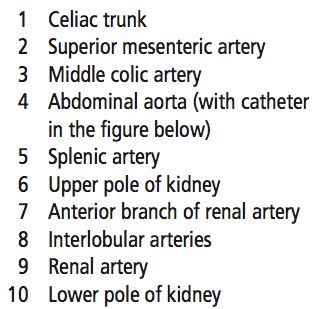 1 Celiac trunk
2 Superior mesenteric artery
3 Middle colic artery
4 Abdominal aorta (with catheter
in the figure below)
5 Splenic artery
6 Upper pole of kidney
7 Anterior branch of renal artery
8 Interlobular arteries
9 Renal artery
10 Lower pole of kidney